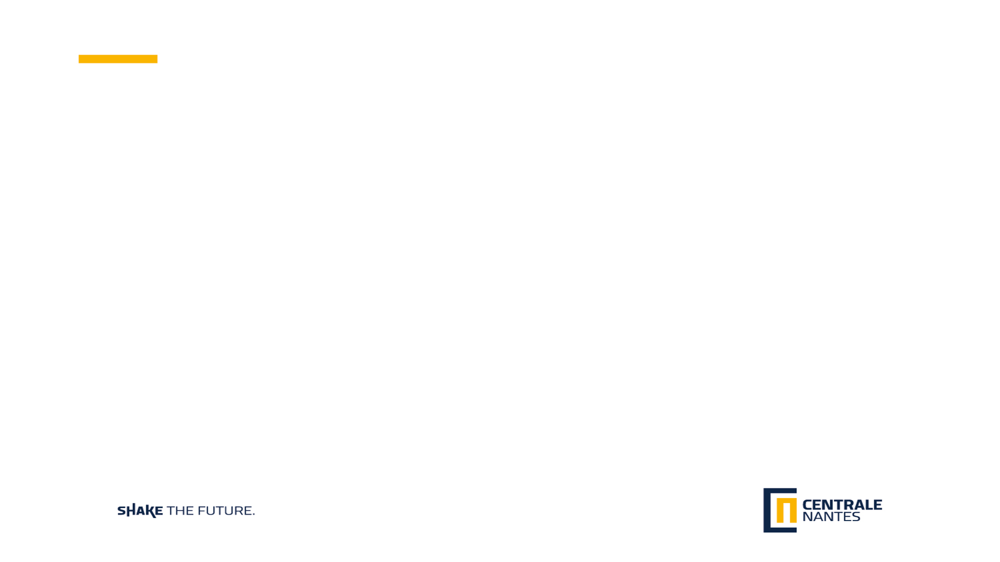 SHAKE THE FUTURE.
CENTRALE
NANTES